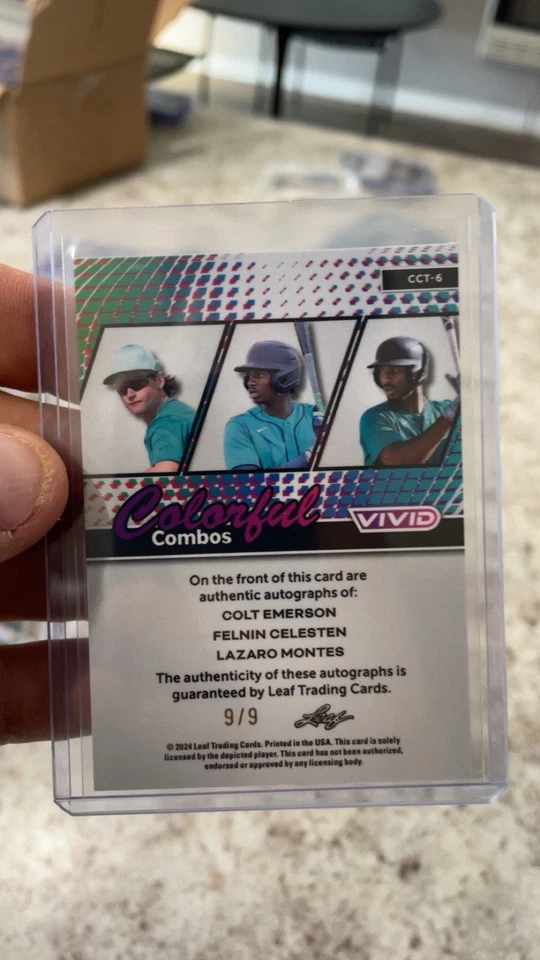 CCT-6
Colorful
Combos
VIVID
On the front of this card are
authentic autographs of:
COLT EMERSON
FELNIN CELESTEN
LAZARO MONTES
The authenticity of these autographs is
guaranteed by Leaf Trading Cards.
9/9
Leaf
© 2024 Leaf Trading Cards. Printed in the USA. This card is solely
licensed by the depicted player. This card has not been authorized,
endorsed or approved by any licensing body.